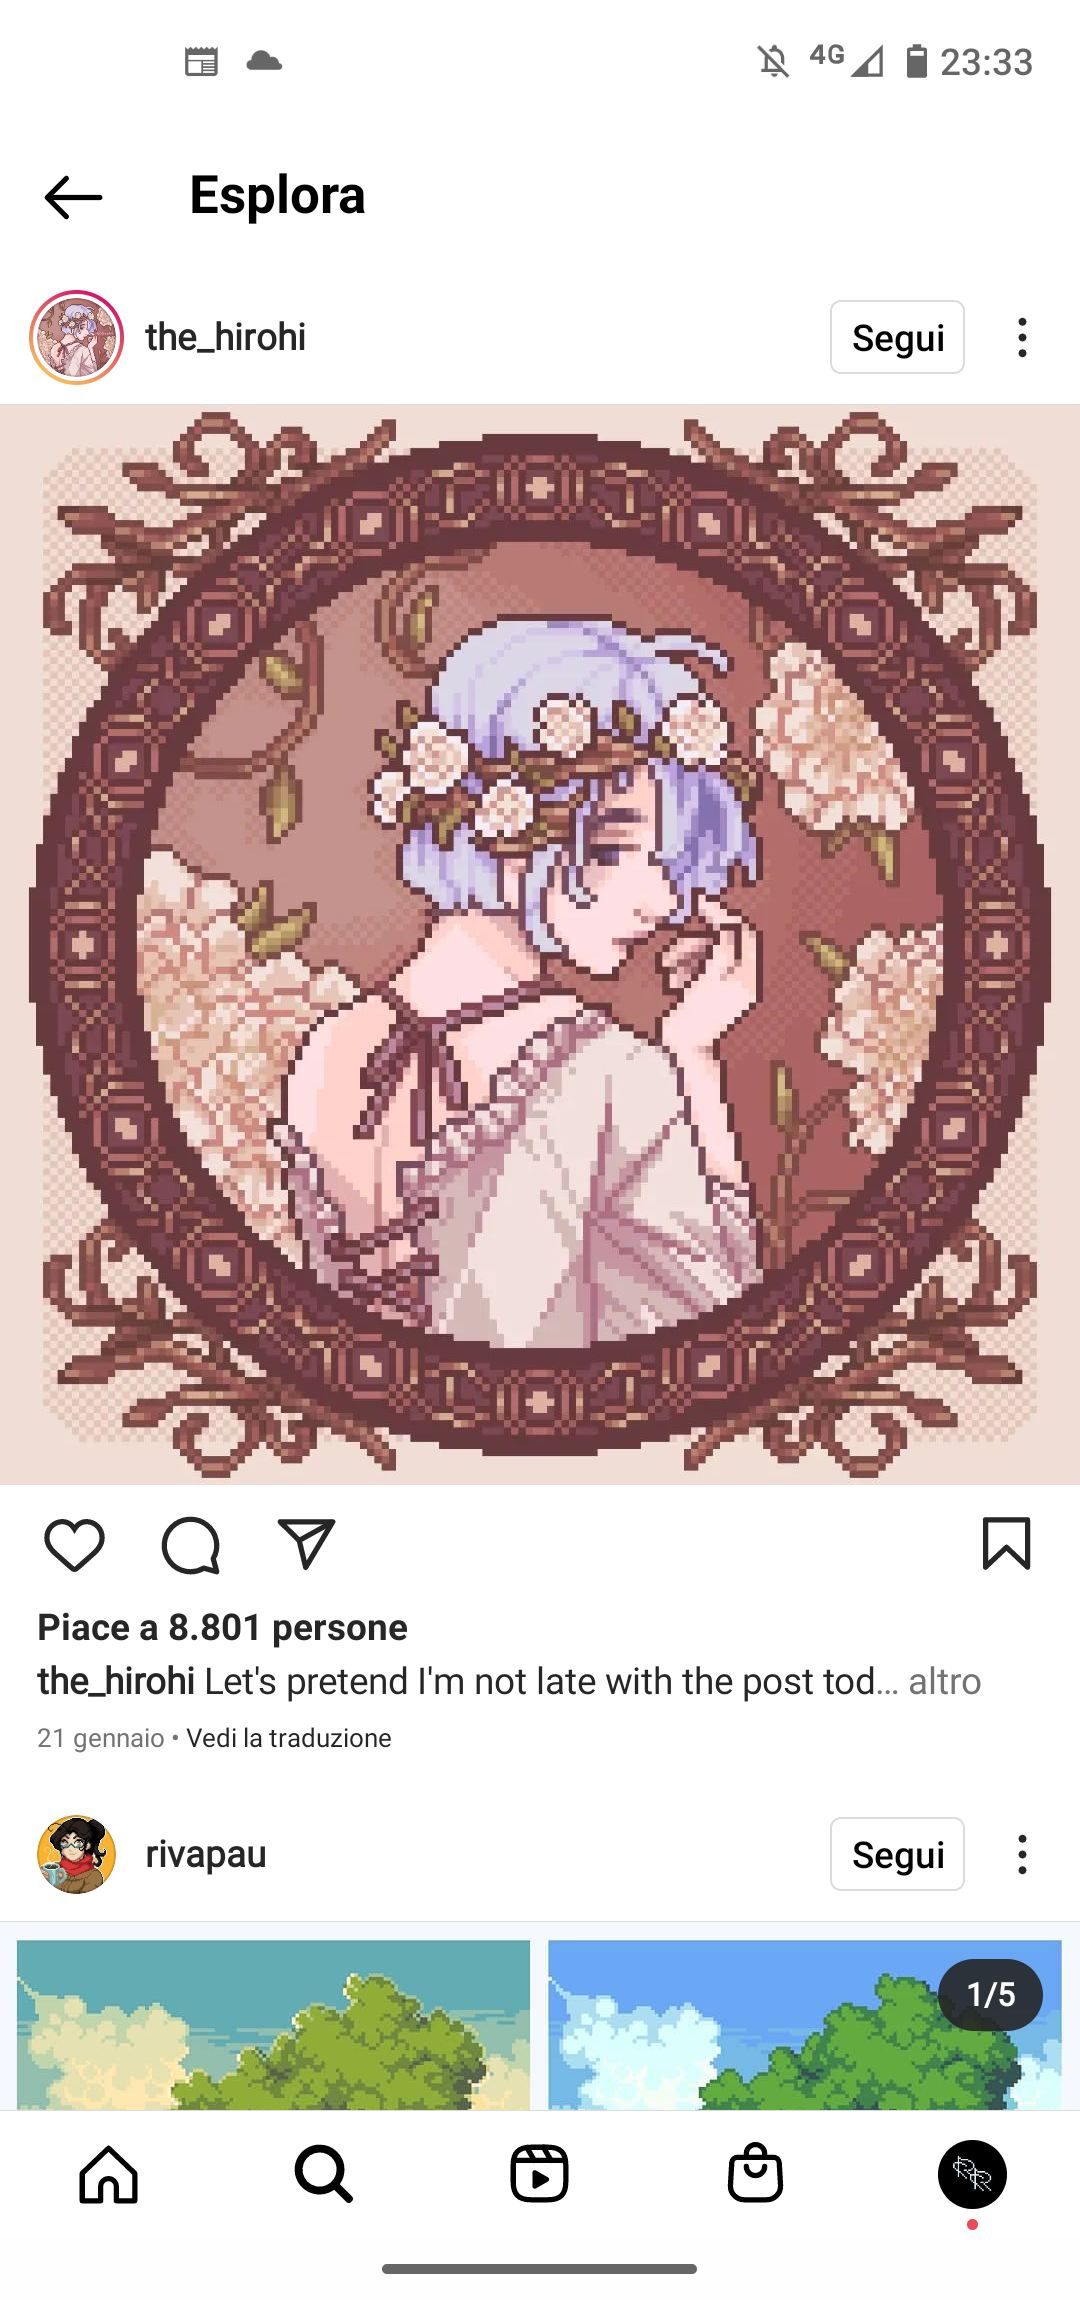 4G 23:33
Esplora
the_hirohi Segui
Piace a 8.801 persone
the_hirohi Let's pretend I'm not late with the post tod... altro
21 gennaio • Vedi la traduzione
rivapau Segui
1/5